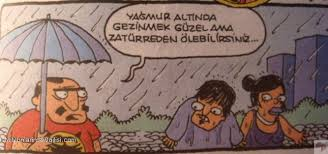 YAĞMUR ALTINDA
GEZİNMEK GÜZEL AMA
ZATÜRREDEN ÖLEBİLİRSİNİZ...